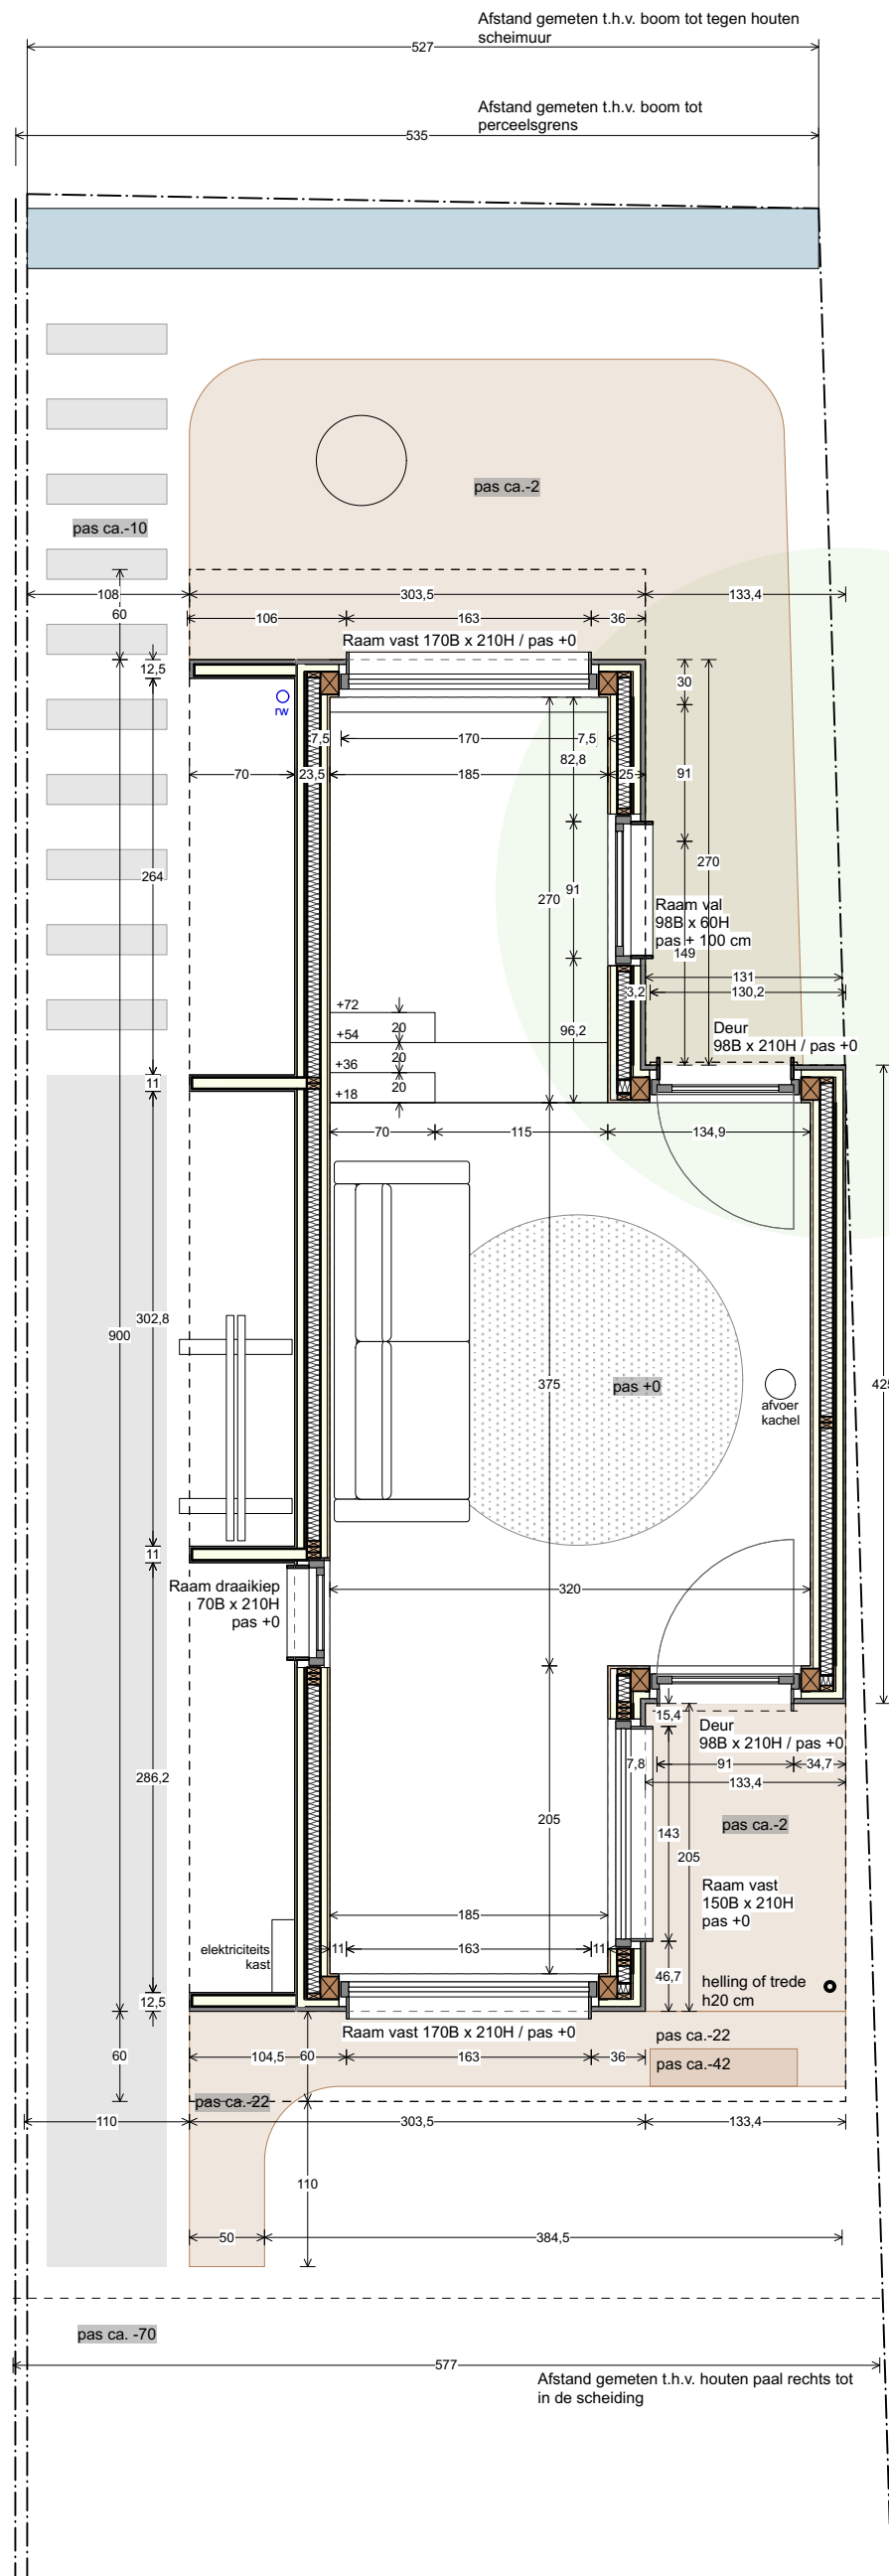 Afstand gemeten t.h.v. boom tot tegen houten
scheimuur
527
Afstand gemeten t.h.v. boom tot
perceelsgrens
535
pas ca.-2
pas ca.-10
108
303,5
133,4
60
106
163
36
Raam vast 170B x 210H / pas +0
12,5
30
rw
7,5
170
7,5
82,8
70
23,5
185
25
91
270
264
270
91
Raam val
98B x 60H
pas + 100 cm
149
131
3,2
130,2
+72
20
+54
96,2
Deur
98B x 210H / pas +0
20
+36
20
+18
11
70
115
134,9
302,8
900
375
pas +0
425
afvoer
kachel
11
Raam draaikiep
70B x 210H
pas +0
320
15,4
Deur
98B x 210H / pas +0
7,8
91
34,7
133,4
286,2
205
143
205
pas ca.-2
Raam vast
150B x 210H
pas +0
185
elektriciteits
kast
11
163
11
46,7
helling of trede
h20 cm
12,5
Raam vast 170B x 210H / pas +0
pas ca.-22
60
104,5
60
163
36
pas ca.-42
pas ca.-22
110
303,5
133,4
110
50
384,5
pas ca. -70
577
Afstand gemeten t.h.v. houten paal rechts tot
in de scheiding